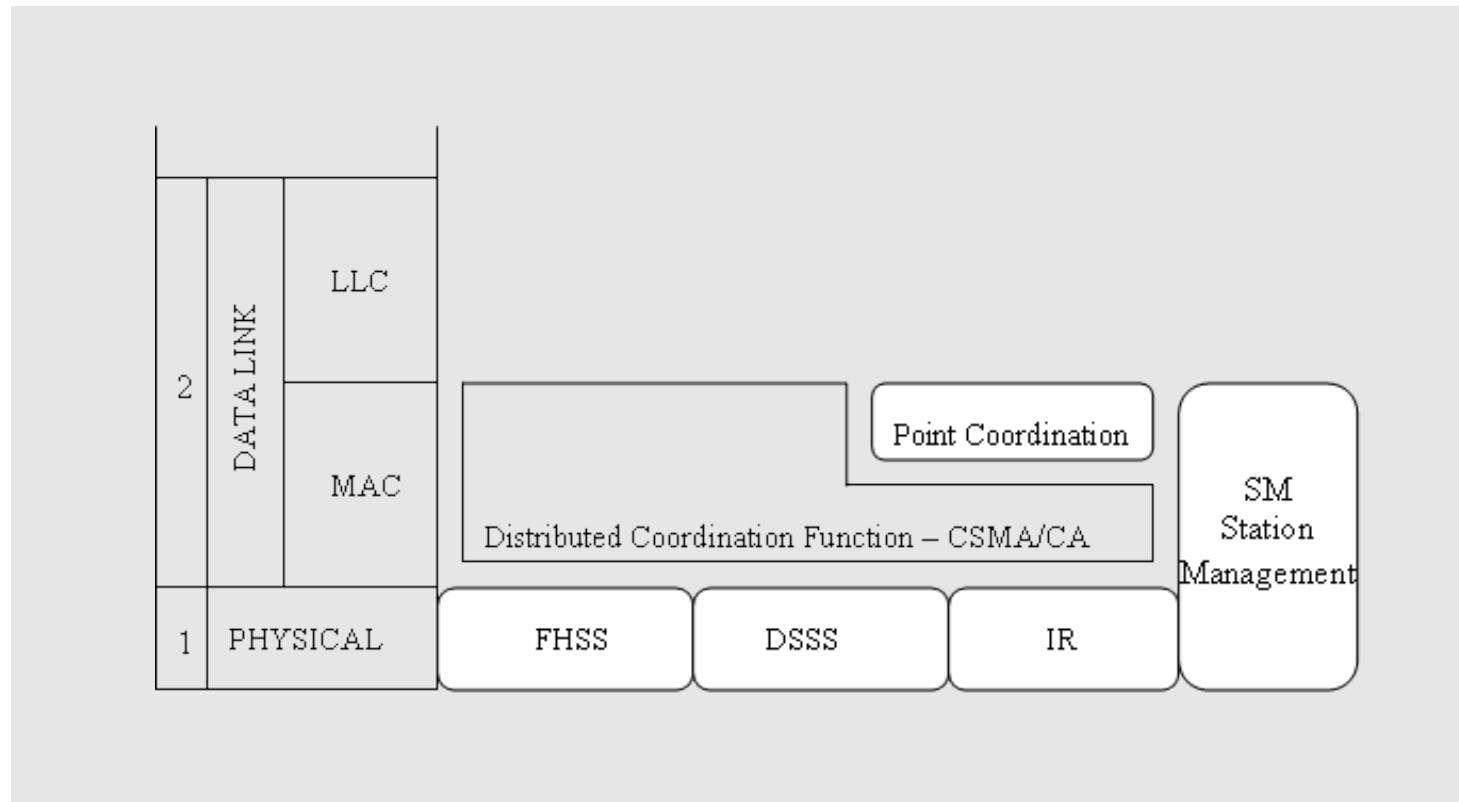 2
DATA LINK
LLC
MAC
Point Coordination
Distributed Coordination Function – CSMA/CA
SM
Station
Management
1
PHYSICAL
FHSS
DSSS
IR